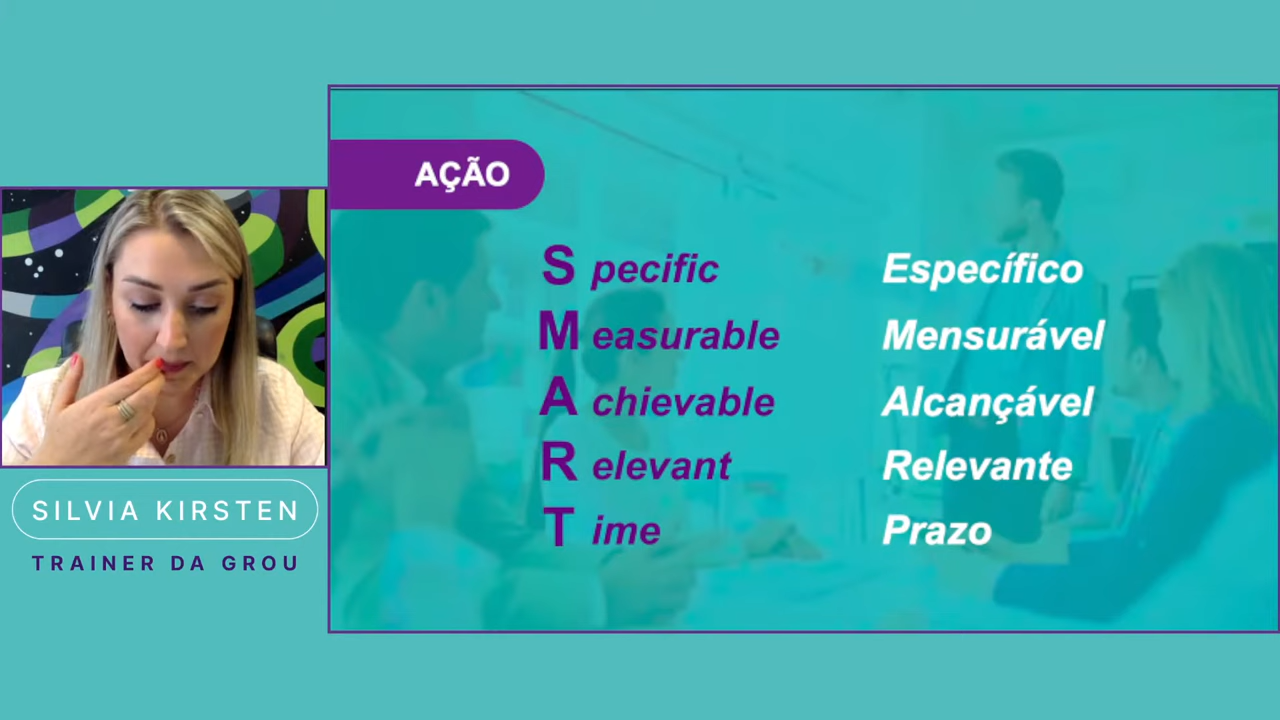 AÇÃO
S pecific Específico
M easurable Mensurável
A chievable Alcançável
R elevant Relevante
T ime Prazo
SILVIA KIRSTEN
TRAINER DA GROU